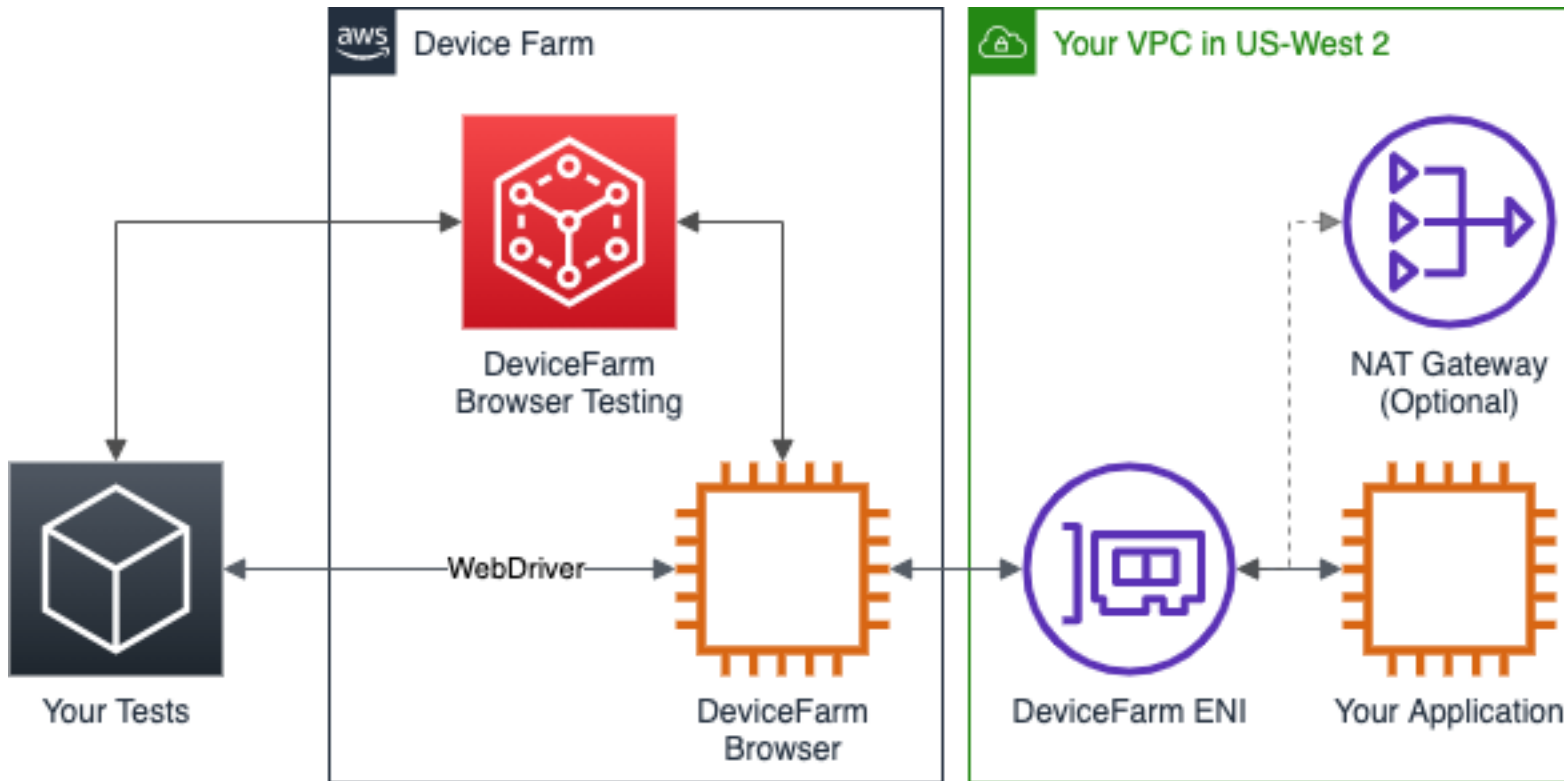 aws
Device Farm
Your VPC in US-West 2
DeviceFarm
Browser Testing
NAT Gateway
(Optional)
WebDriver
Your Tests
DeviceFarm
Browser
DeviceFarm ENI
Your Application